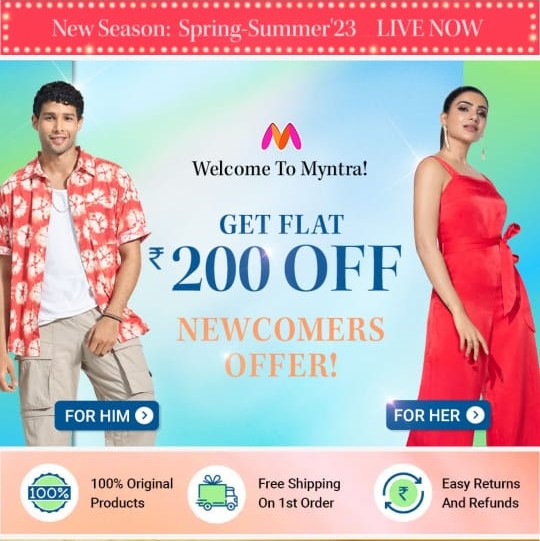 New Season: Spring-Summer'23 LIVE NOW
Welcome To Myntra!
GET FLAT
₹200 OFF
NEWCOMERS
OFFER!
FOR HIM
FOR HER
100%
100% Original
Products
Free Shipping
On 1st Order
₹
Easy Returns
And Refunds